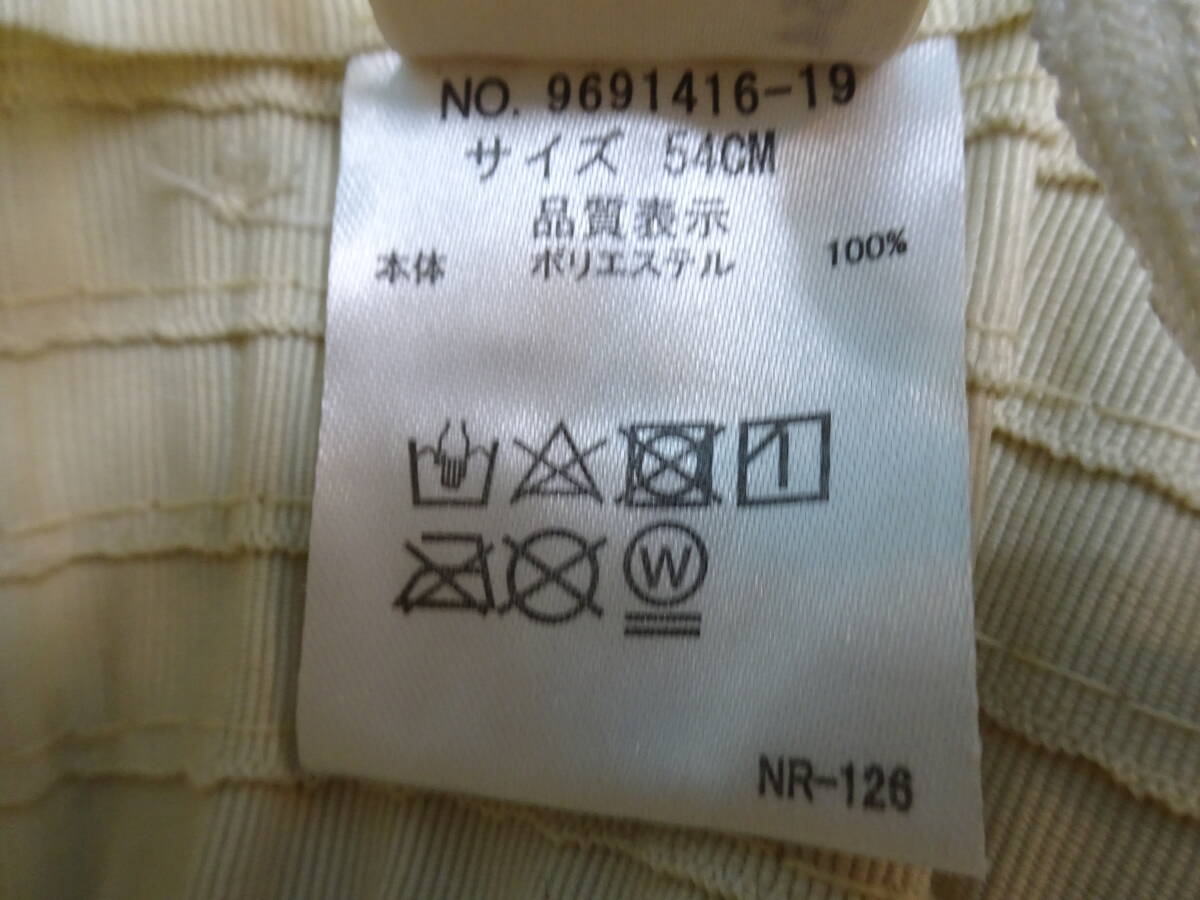 NO. 9691416-19
サイズ 54CM
品質表示
本体 ポリエステル 100%
W
NR-126